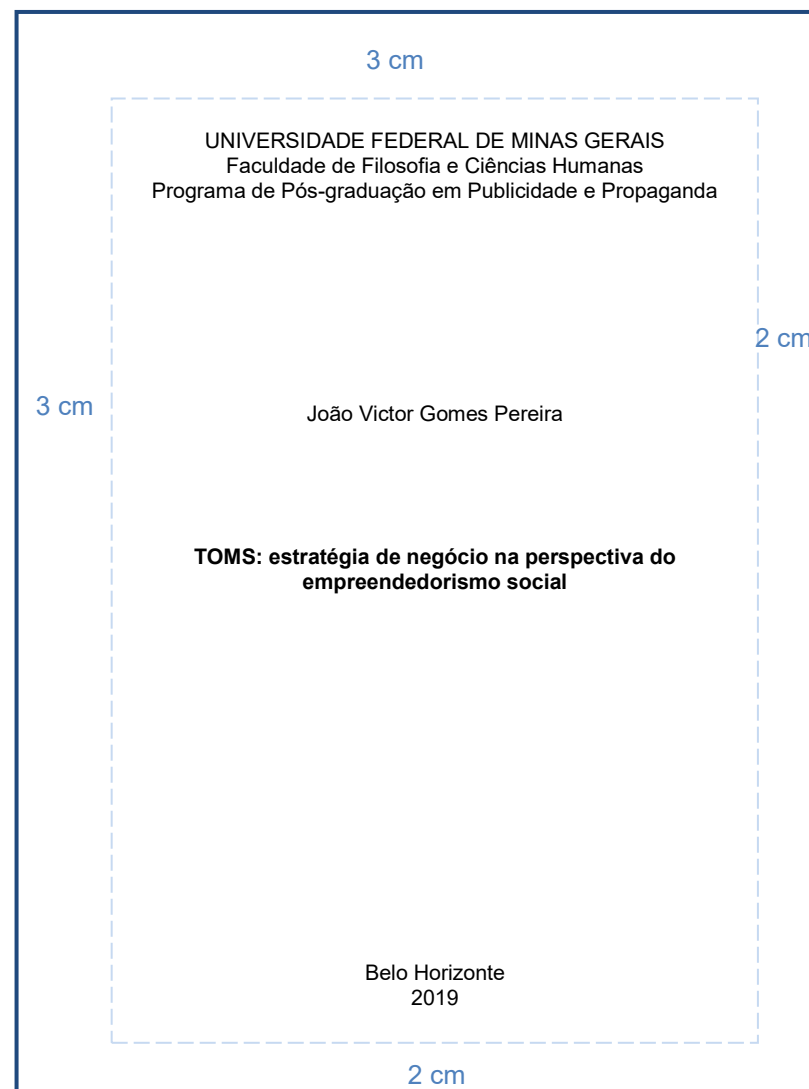 3 cm
UNIVERSIDADE FEDERAL DE MINAS GERAIS
Faculdade de Filosofia e Ciências Humanas
Programa de Pós-graduação em Publicidade e Propaganda
2 cm
3 cm
João Victor Gomes Pereira
TOMS: estratégia de negócio na perspectiva do
empreendedorismo social
Belo Horizonte
2019
2 cm